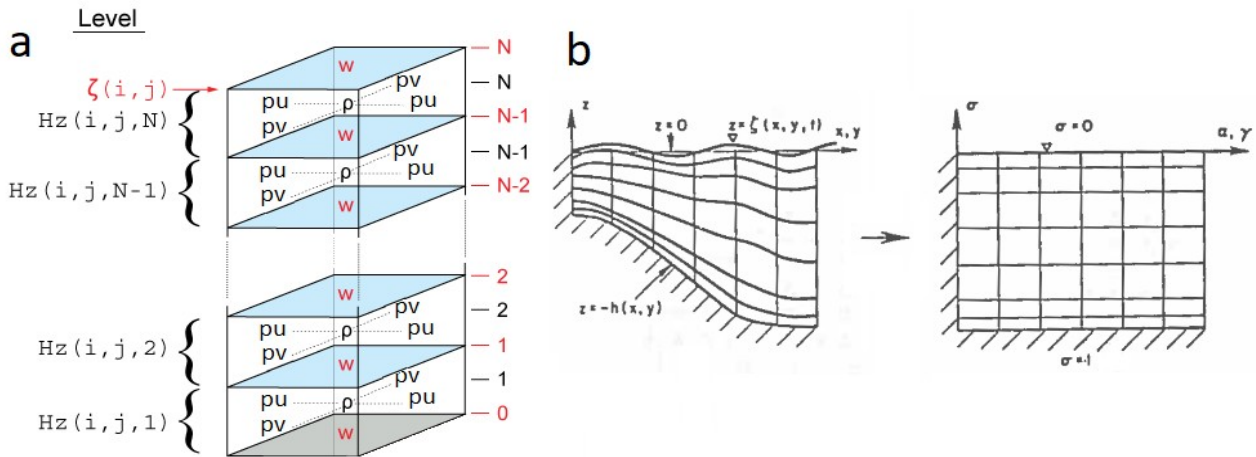 Level
a
ζ(i,j)
Hz(i,j,N)
Hz(i,j,N-1)
Hz(i,j,2)
Hz(i,j,1)
w
N
pv
N
pu ρ pu
pv
w
N-1
pv
N-1
pu ρ pu
pv
w
N-2
w
2
pv
2
pu ρ pu
pv
w
1
pv
1
pu ρ pu
pv
w
0
b
z
z=0
z=ζ(x,y,t)
x,y
z=-h(x,y)
σ
σ=0
α,γ
σ=-1